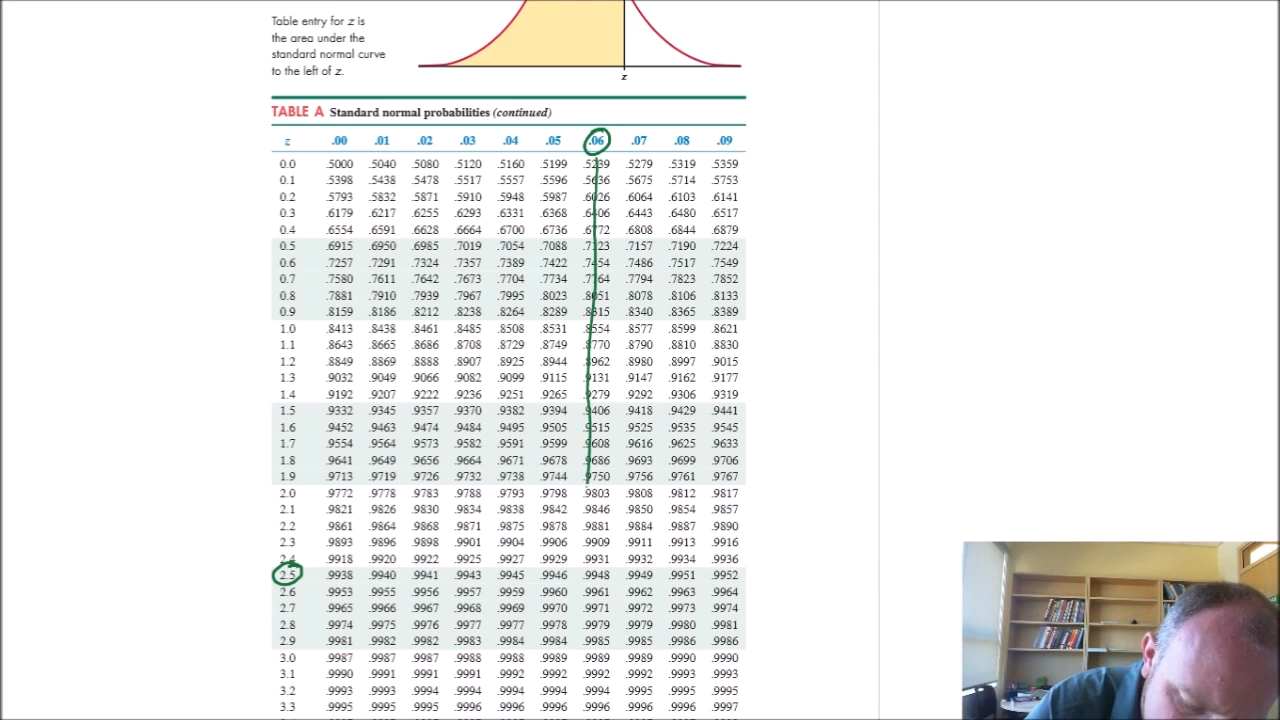 Table entry for z is
the area under the
standard normal curve
to the left of z.
z
TABLE A Standard normal probabilities (continued)
z .00 .01 .02 .03 .04 .05 .06 .07 .08 .09
0.0 .5000 .5040 .5080 .5120 .5160 .5199 .5239 .5279 .5319 .5359
0.1 .5398 .5438 .5478 .5517 .5557 .5596 .5636 .5675 .5714 .5753
0.2 .5793 .5832 .5871 .5910 .5948 .5987 .6026 .6064 .6103 .6141
0.3 .6179 .6217 .6255 .6293 .6331 .6368 .6406 .6443 .6480 .6517
0.4 .6554 .6591 .6628 .6664 .6700 .6736 .6772 .6808 .6844 .6879
0.5 .6915 .6950 .6985 .7019 .7054 .7088 .7123 .7157 .7190 .7224
0.6 .7257 .7291 .7324 .7357 .7389 .7422 .7454 .7486 .7517 .7549
0.7 .7580 .7611 .7642 .7673 .7704 .7734 .7764 .7794 .7823 .7852
0.8 .7881 .7910 .7939 .7967 .7995 .8023 .8051 .8078 .8106 .8133
0.9 .8159 .8186 .8212 .8238 .8264 .8289 .8315 .8340 .8365 .8389
1.0 .8413 .8438 .8461 .8485 .8508 .8531 .8554 .8577 .8599 .8621
1.1 .8643 .8665 .8686 .8708 .8729 .8749 .8770 .8790 .8810 .8830
1.2 .8849 .8869 .8888 .8907 .8925 .8944 .8962 .8980 .8997 .9015
1.3 .9032 .9049 .9066 .9082 .9099 .9115 .9131 .9147 .9162 .9177
1.4 .9192 .9207 .9222 .9236 .9251 .9265 .9279 .9292 .9306 .9319
1.5 .9332 .9345 .9357 .9370 .9382 .9394 .9406 .9418 .9429 .9441
1.6 .9452 .9463 .9474 .9484 .9495 .9505 .9515 .9525 .9535 .9545
1.7 .9554 .9564 .9573 .9582 .9591 .9599 .9608 .9616 .9625 .9633
1.8 .9641 .9649 .9656 .9664 .9671 .9678 .9686 .9693 .9699 .9706
1.9 .9713 .9719 .9726 .9732 .9738 .9744 .9750 .9756 .9761 .9767
2.0 .9772 .9778 .9783 .9788 .9793 .9798 .9803 .9808 .9812 .9817
2.1 .9821 .9826 .9830 .9834 .9838 .9842 .9846 .9850 .9854 .9857
2.2 .9861 .9864 .9868 .9871 .9875 .9878 .9881 .9884 .9887 .9890
2.3 .9893 .9896 .9898 .9901 .9904 .9906 .9909 .9911 .9913 .9916
2.4 .9918 .9920 .9922 .9925 .9927 .9929 .9931 .9932 .9934 .9936
2.5 .9938 .9940 .9941 .9943 .9945 .9946 .9948 .9949 .9951 .9952
2.6 .9953 .9955 .9956 .9957 .9959 .9960 .9961 .9962 .9963 .9964
2.7 .9965 .9966 .9967 .9968 .9969 .9970 .9971 .9972 .9973 .9974
2.8 .9974 .9975 .9976 .9977 .9977 .9978 .9979 .9979 .9980 .9981
2.9 .9981 .9982 .9982 .9983 .9984 .9984 .9985 .9985 .9986 .9986
3.0 .9987 .9987 .9987 .9988 .9988 .9989 .9989 .9989 .9990 .9990
3.1 .9990 .9991 .9991 .9991 .9992 .9992 .9992 .9992 .9993 .9993
3.2 .9993 .9993 .9994 .9994 .9994 .9994 .9994 .9995 .9995 .9995
3.3 .9995 .9995 .9995 .9996 .9996 .9996 .9996 .9996 .9996 .9997